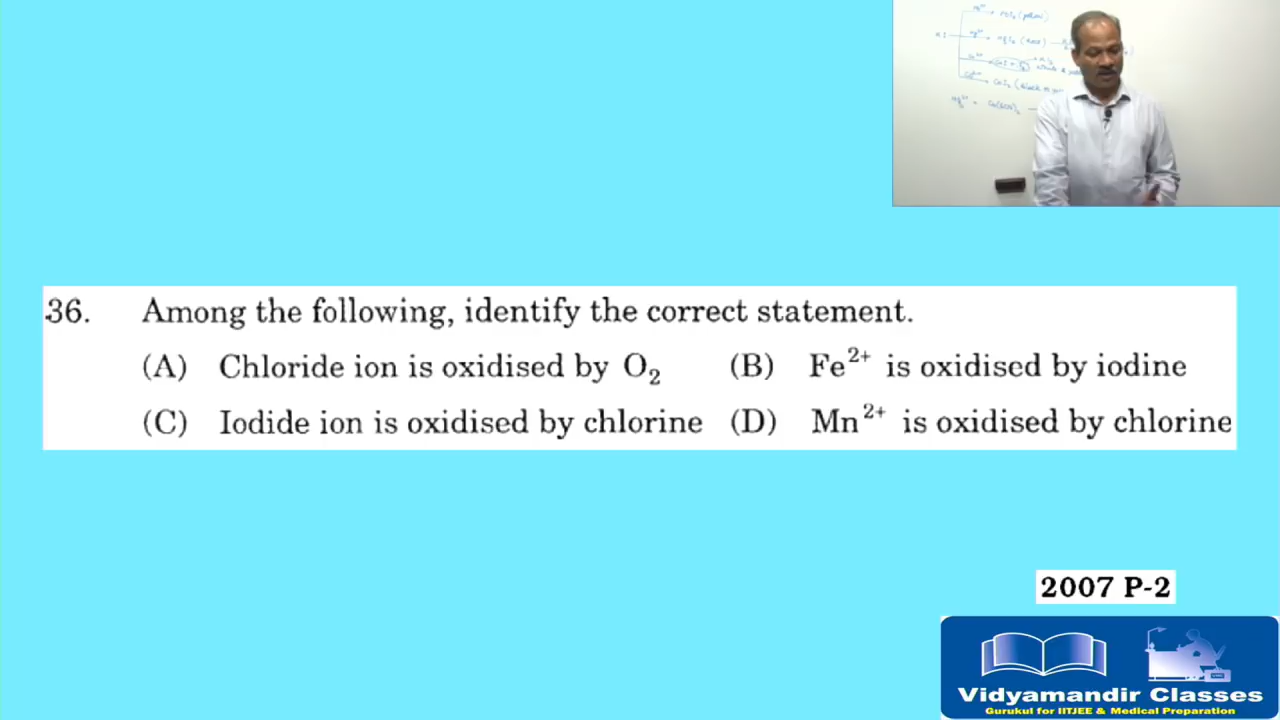 36. Among the following, identify the correct statement.
(A) Chloride ion is oxidised by O₂ (B) Fe²⁺ is oxidised by iodine
(C) Iodide ion is oxidised by chlorine (D) Mn²⁺ is oxidised by chlorine
2007 P-2
Vidyamandir Classes
Gurukul for IITJEE & Medical Preparation